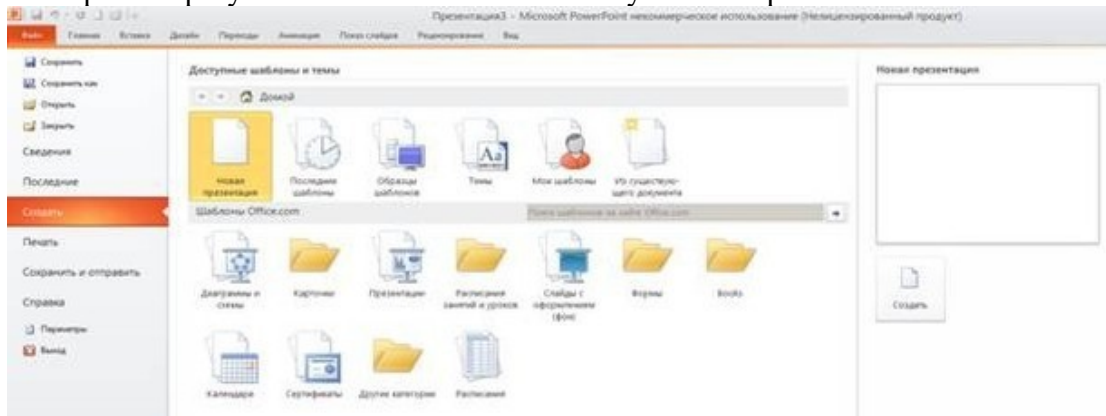 Презентация3 - Microsoft PowerPoint некоммерческое использование (Нелицензированный продукт)
Файл Главная Вставка Дизайн Переходы Анимация Показ слайдов Рецензирование Вид
Сохранить
Сохранить как
Открыть
Закрыть
Сведения
Последние
Создать
Печать
Сохранить и отправить
Справка
Параметры
Выход
Доступные шаблоны и темы
Домой
Новая презентация
Последние шаблоны
Образцы шаблонов
Темы
Мои шаблоны
Из существую-
щего документа
Шаблоны Office.com
Поиск шаблонов на сайте Office.com
Диаграммы и схемы
Карточки
Презентации
Расписания занятий и уроков
Слайды с оформлением (фон)
Формы
Books
Календари
Сертификаты
Другие категории
Расписания
Новая презентация
Создать